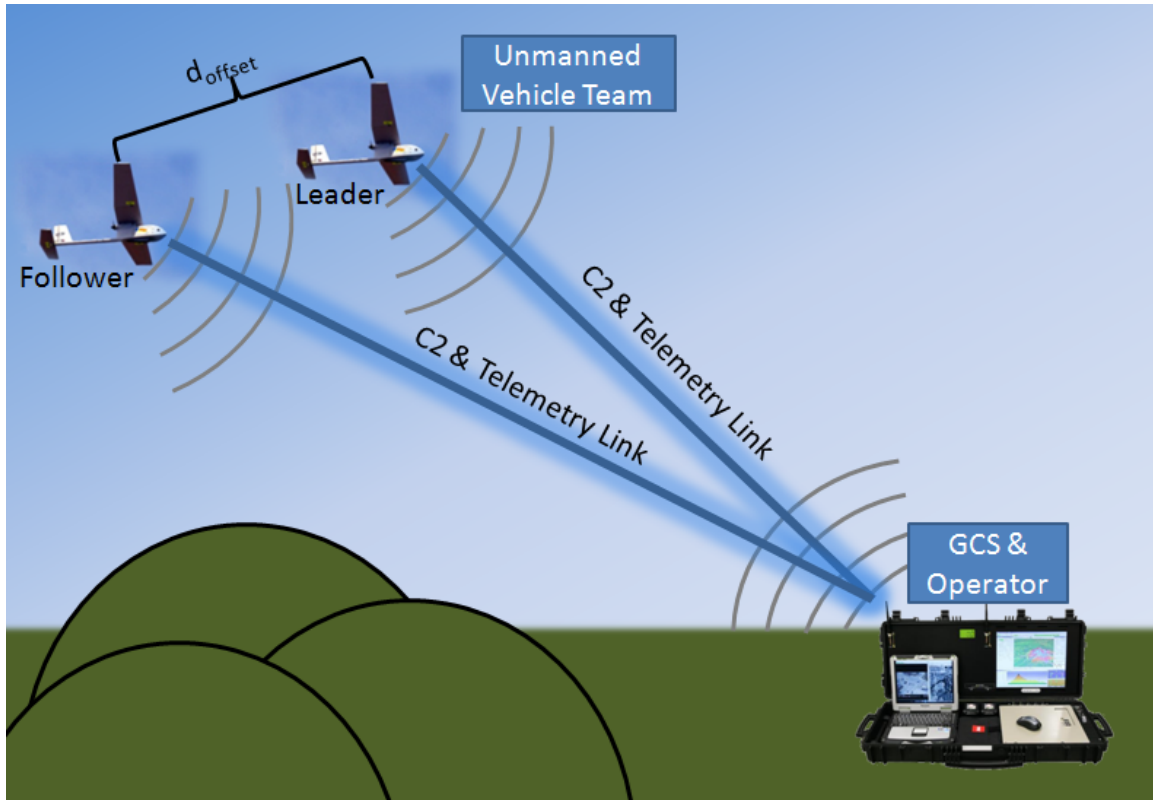 d offset
Unmanned
Vehicle Team
Leader
Follower
C2 & Telemetry Link
C2 & Telemetry Link
GCS &
Operator